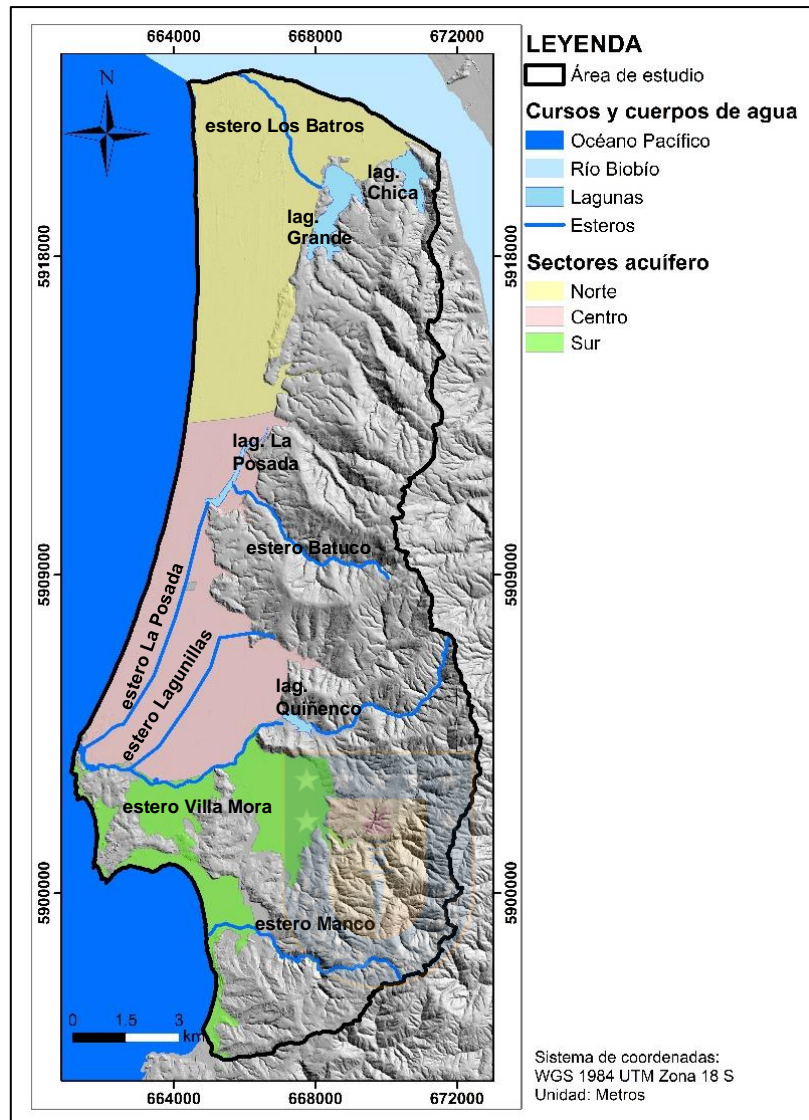 664000 668000 672000
N
estero Los Batros
lag.
Chica
lag.
Grande
5918000
5918000
lag. La
Posada
estero Batuco
5909000
5909000
estero La Posada
estero Lagunillas
lag.
Quiñenco
estero Villa Mora
5900000
5900000
estero Manco
0 1.5 3
km
664000 668000 672000
LEYENDA
Área de estudio
Cursos y cuerpos de agua
Océano Pacífico
Río Biobío
Lagunas
Esteros
Sectores acuífero
Norte
Centro
Sur
Sistema de coordenadas:
WGS 1984 UTM Zona 18 S
Unidad: Metros